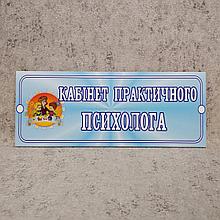 КАБІНЕТ ПРАКТИЧНОГО
ПСИХОЛОГА